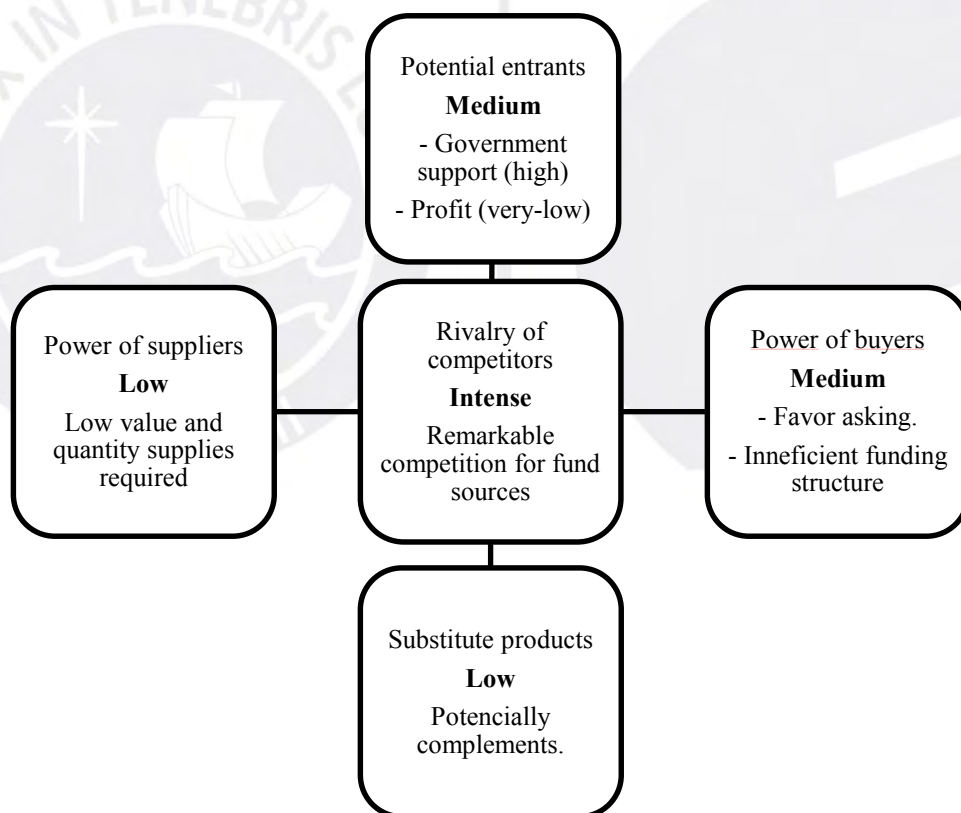 IN TENEBRIS
Potential entrants
Medium
- Government
support (high)
- Profit (very-low)
Power of suppliers
Low
Low value and
quantity supplies
required
Rivalry of
competitors
Intense
Remarkable
competition for fund
sources
Power of buyers
Medium
- Favor asking.
- Inneficient funding
structure
Substitute products
Low
Potencially
complements.